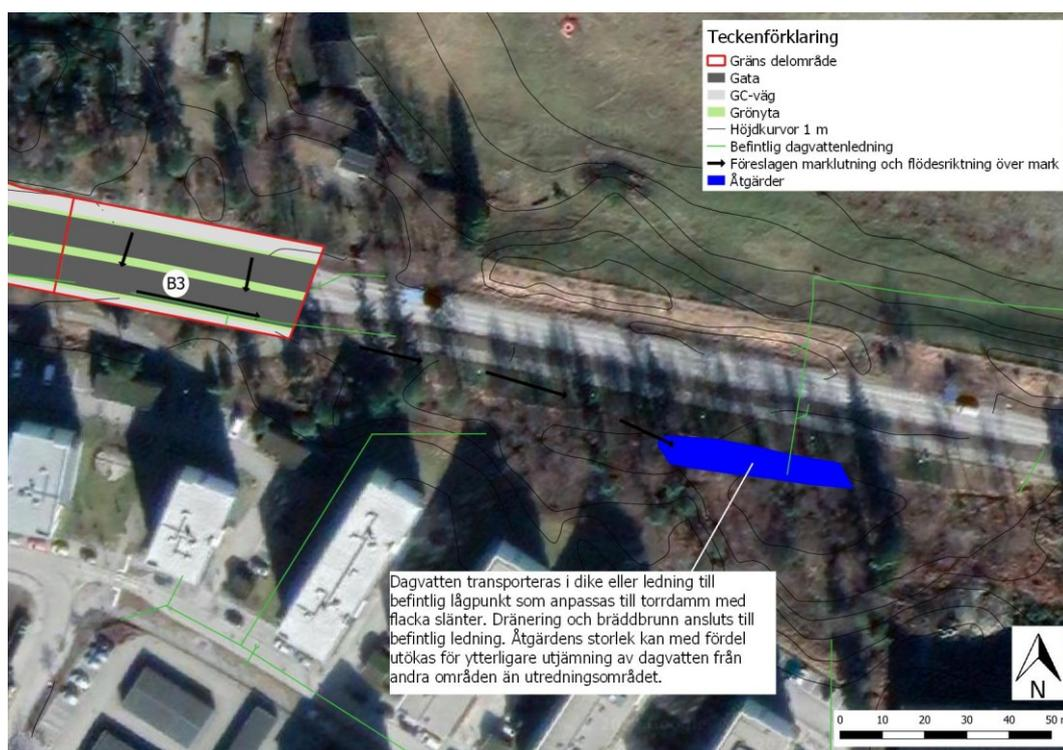 Teckenförklaring
Gräns delområde
Gata
GC-väg
Grönyta
Höjdkurvor 1 m
Befintlig dagvattenledning
Föreslagen marklutning och flödesriktning över mark
Åtgärder
B3
Dagvatten transporteras i dike eller ledning till
befintlig lågpunkt som anpassas till torrdamm med
flacka slänter. Dränering och bräddbrunn ansluts till
befintlig ledning. Åtgärdens storlek kan med fördel
utökas för ytterligare utjämning av dagvatten från
andra områden än utredningsområdet.
N
0 10 20 30 40 50 m